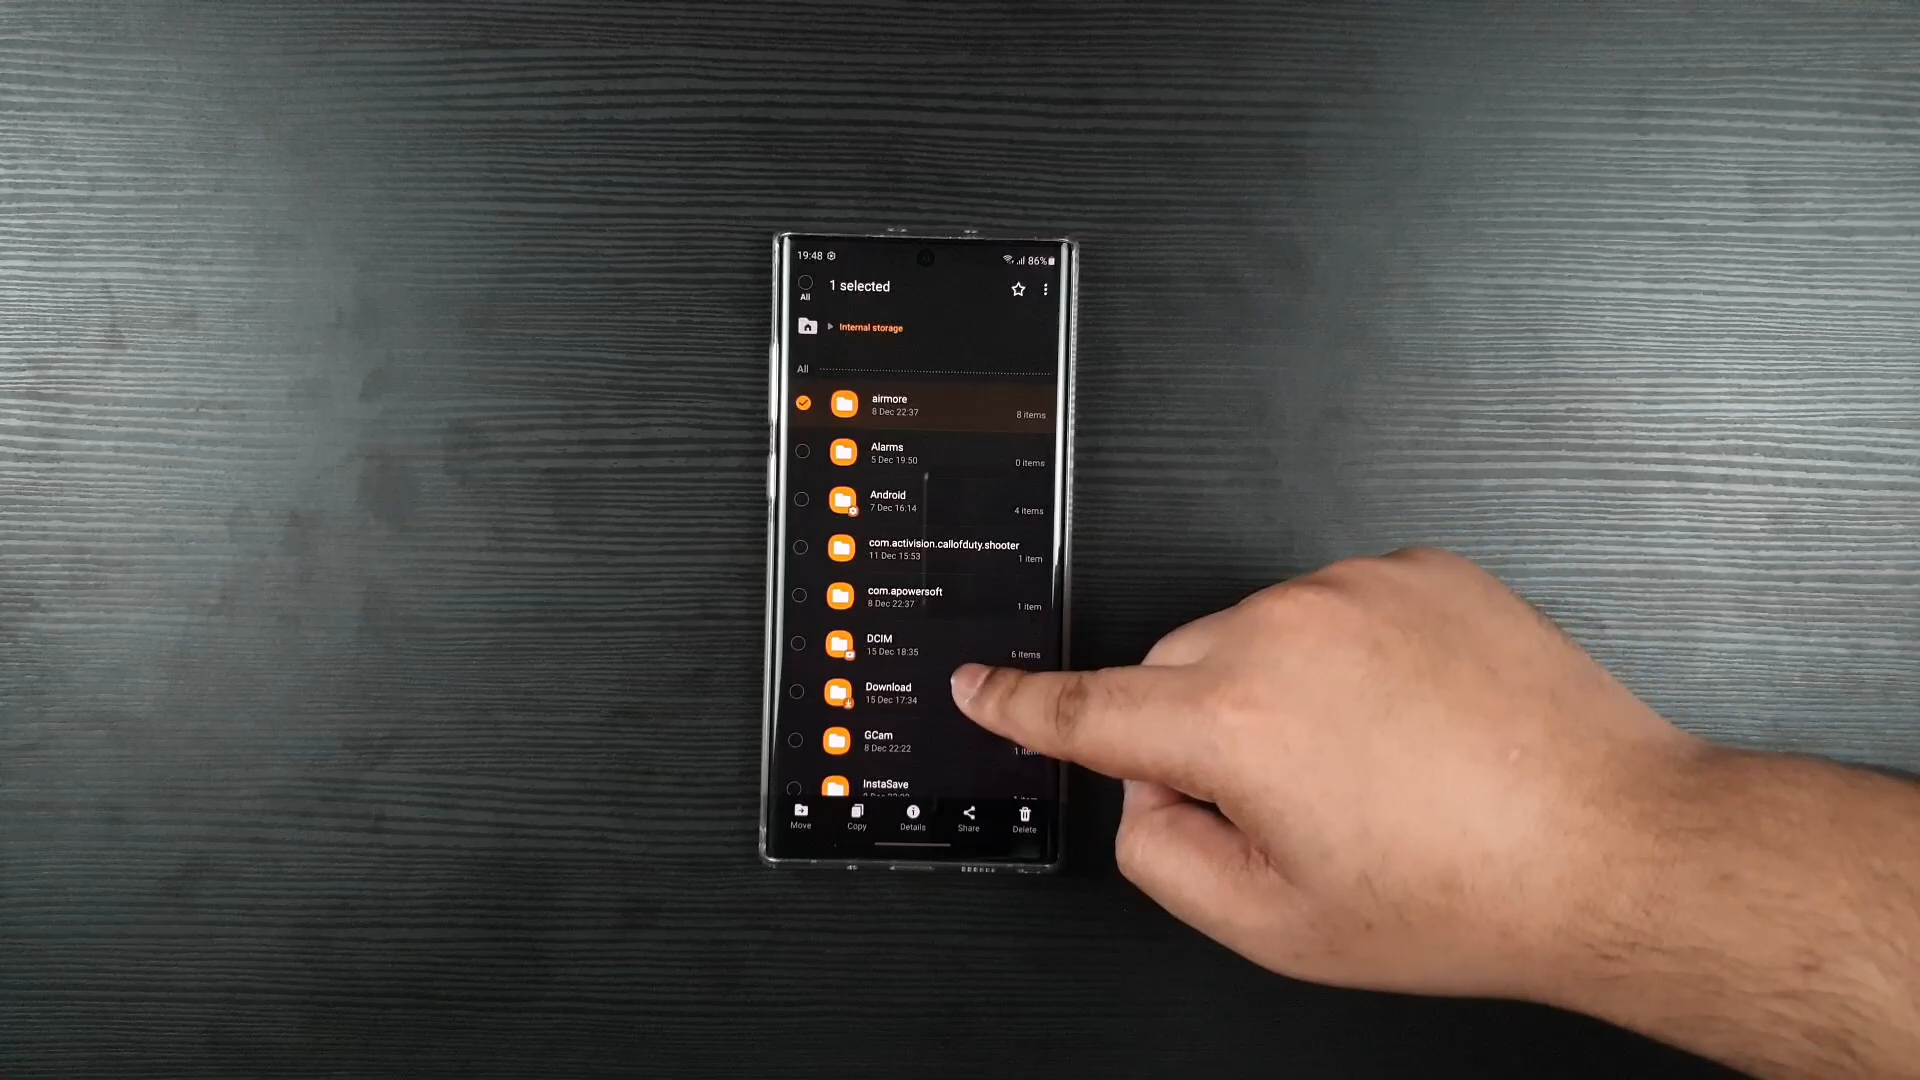 19:48
86%
All
1 selected
Internal storage
All
airmore
8 Dec 22:37
8 items
Alarms
5 Dec 19:50
0 items
Android
7 Dec 16:14
4 items
com.activision.callofduty.shooter
11 Dec 15:53
1 item
com.apowersoft
8 Dec 22:37
1 item
DCIM
15 Dec 18:35
6 items
Download
15 Dec 17:34
GCam
8 Dec 22:22
1 item
InstaSave
Move
Copy
Details
Share
Delete